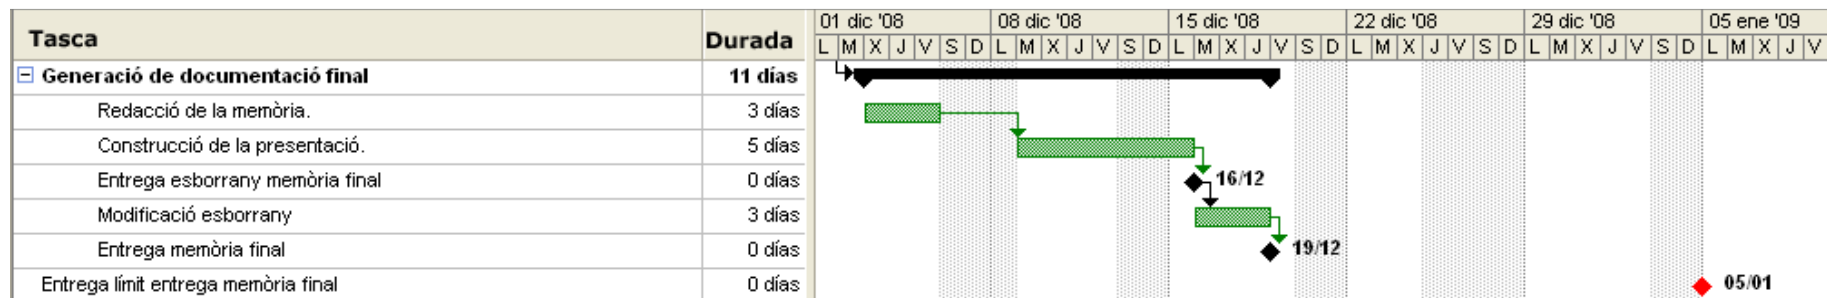 Tasca Durada 01 dic '08 08 dic '08 15 dic '08 22 dic '08 29 dic '08 05 ene '09
L M X J V S D L M X J V S D L M X J V S D L M X J V S D L M X J V S D L M X J V
Generació de documentació final 11 días
Redacció de la memòria. 3 días
Construcció de la presentació. 5 días
Entrega esborrany memòria final 0 días 16/12
Modificació esborrany 3 días
Entrega memòria final 0 días 19/12
Entrega límit entrega memòria final 0 días 05/01